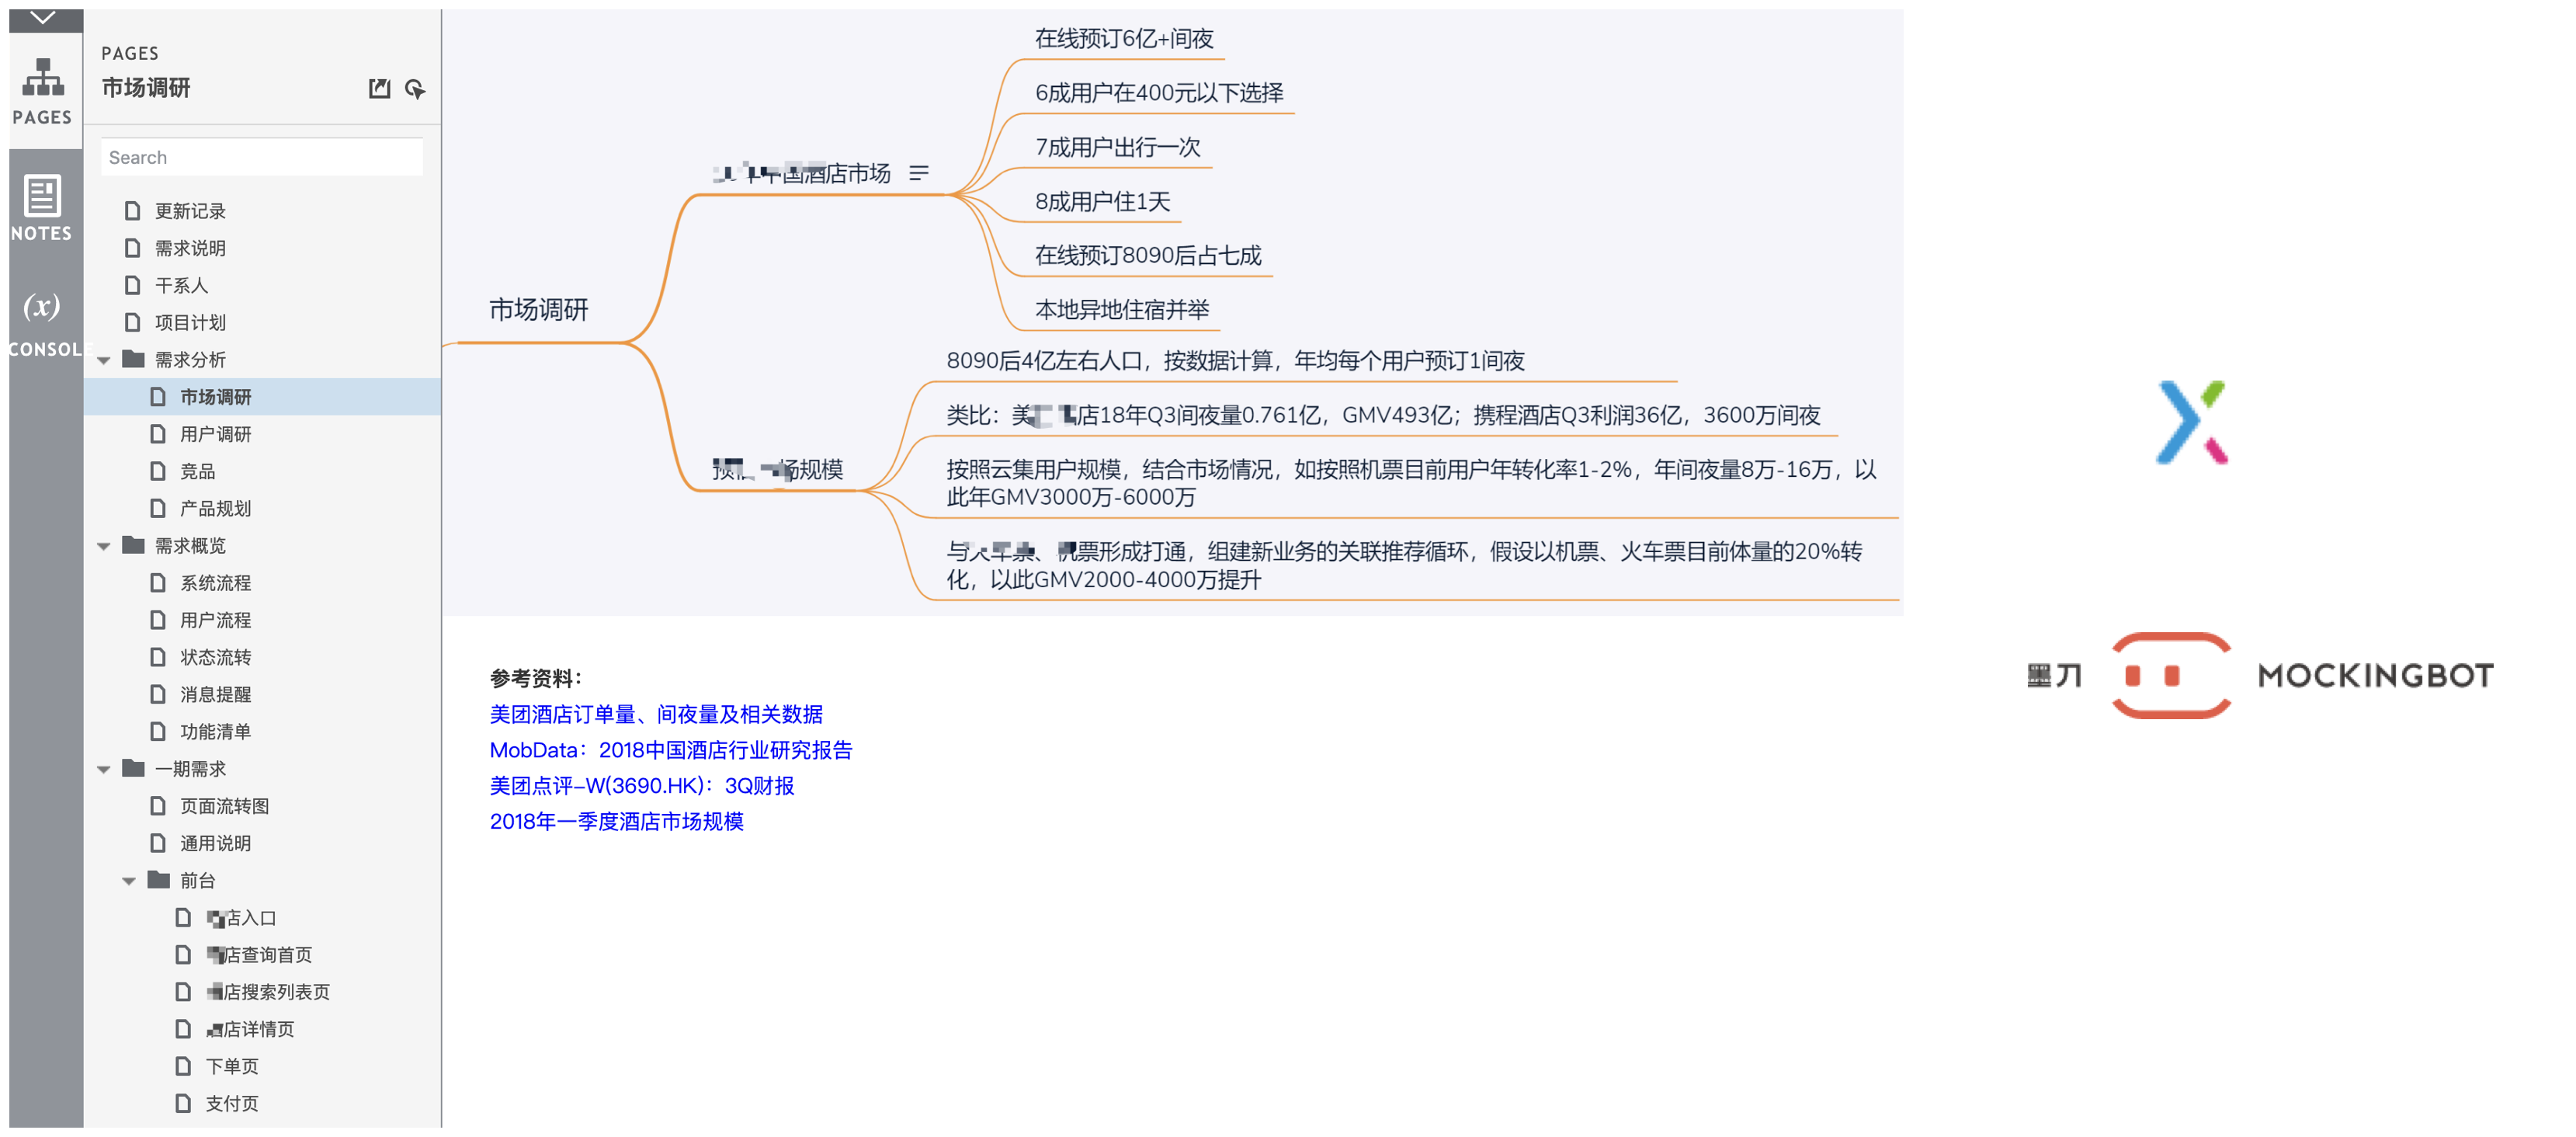 PAGES
市场调研
Search
更新记录
需求说明
干系人
项目计划
需求分析
市场调研
用户调研
竞品
产品规划
需求概览
系统流程
用户流程
状态流转
消息提醒
功能清单
一期需求
页面流转图
通用说明
前台
店入口
店查询首页
店搜索列表页
店详情页
下单页
支付页
PAGES
NOTES
(x)
CONSOLE
市场调研
中国酒店市场
在线预订6亿+间夜
6成用户在400元以下选择
7成用户出行一次
8成用户住1天
在线预订8090后占七成
本地异地住宿并举
场规模
8090后4亿左右人口，按数据计算，年均每个用户预订1间夜
类比：美 店18年Q3间夜量0.761亿，GMV493亿；携程酒店Q3利润36亿，3600万间夜
按照云集用户规模，结合市场情况，如按照机票目前用户年转化率1-2%，年间夜量8万-16万，以
此年GMV3000万-6000万
与火车票、机票形成打通，组建新业务的关联推荐循环，假设以机票、火车票目前体量的20%转
化，以此GMV2000-4000万提升
参考资料：
美团酒店订单量、间夜量及相关数据
MobData：2018中国酒店行业研究报告
美团点评–W(3690.HK)：3Q财报
2018年一季度酒店市场规模
墨刀 MOCKINGBOT